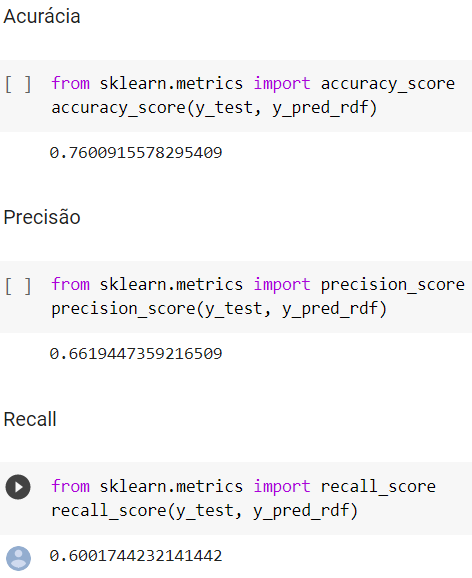 Acurácia
[ ] from sklearn.metrics import accuracy_score
accuracy_score(y_test, y_pred_rdf)
0.7600915578295409
Precisão
[ ] from sklearn.metrics import precision_score
precision_score(y_test, y_pred_rdf)
0.6619447359216509
Recall
from sklearn.metrics import recall_score
recall_score(y_test, y_pred_rdf)
0.6001744232141442